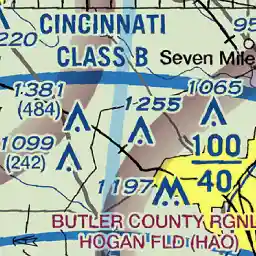 CINCINNATI
220
CLASS B
95
Seven Mile
1381
(484)
1255
1065
1099
(242)
100
40
1197
BUTLER COUNTY RGNL
HOGAN FLD (HAO)